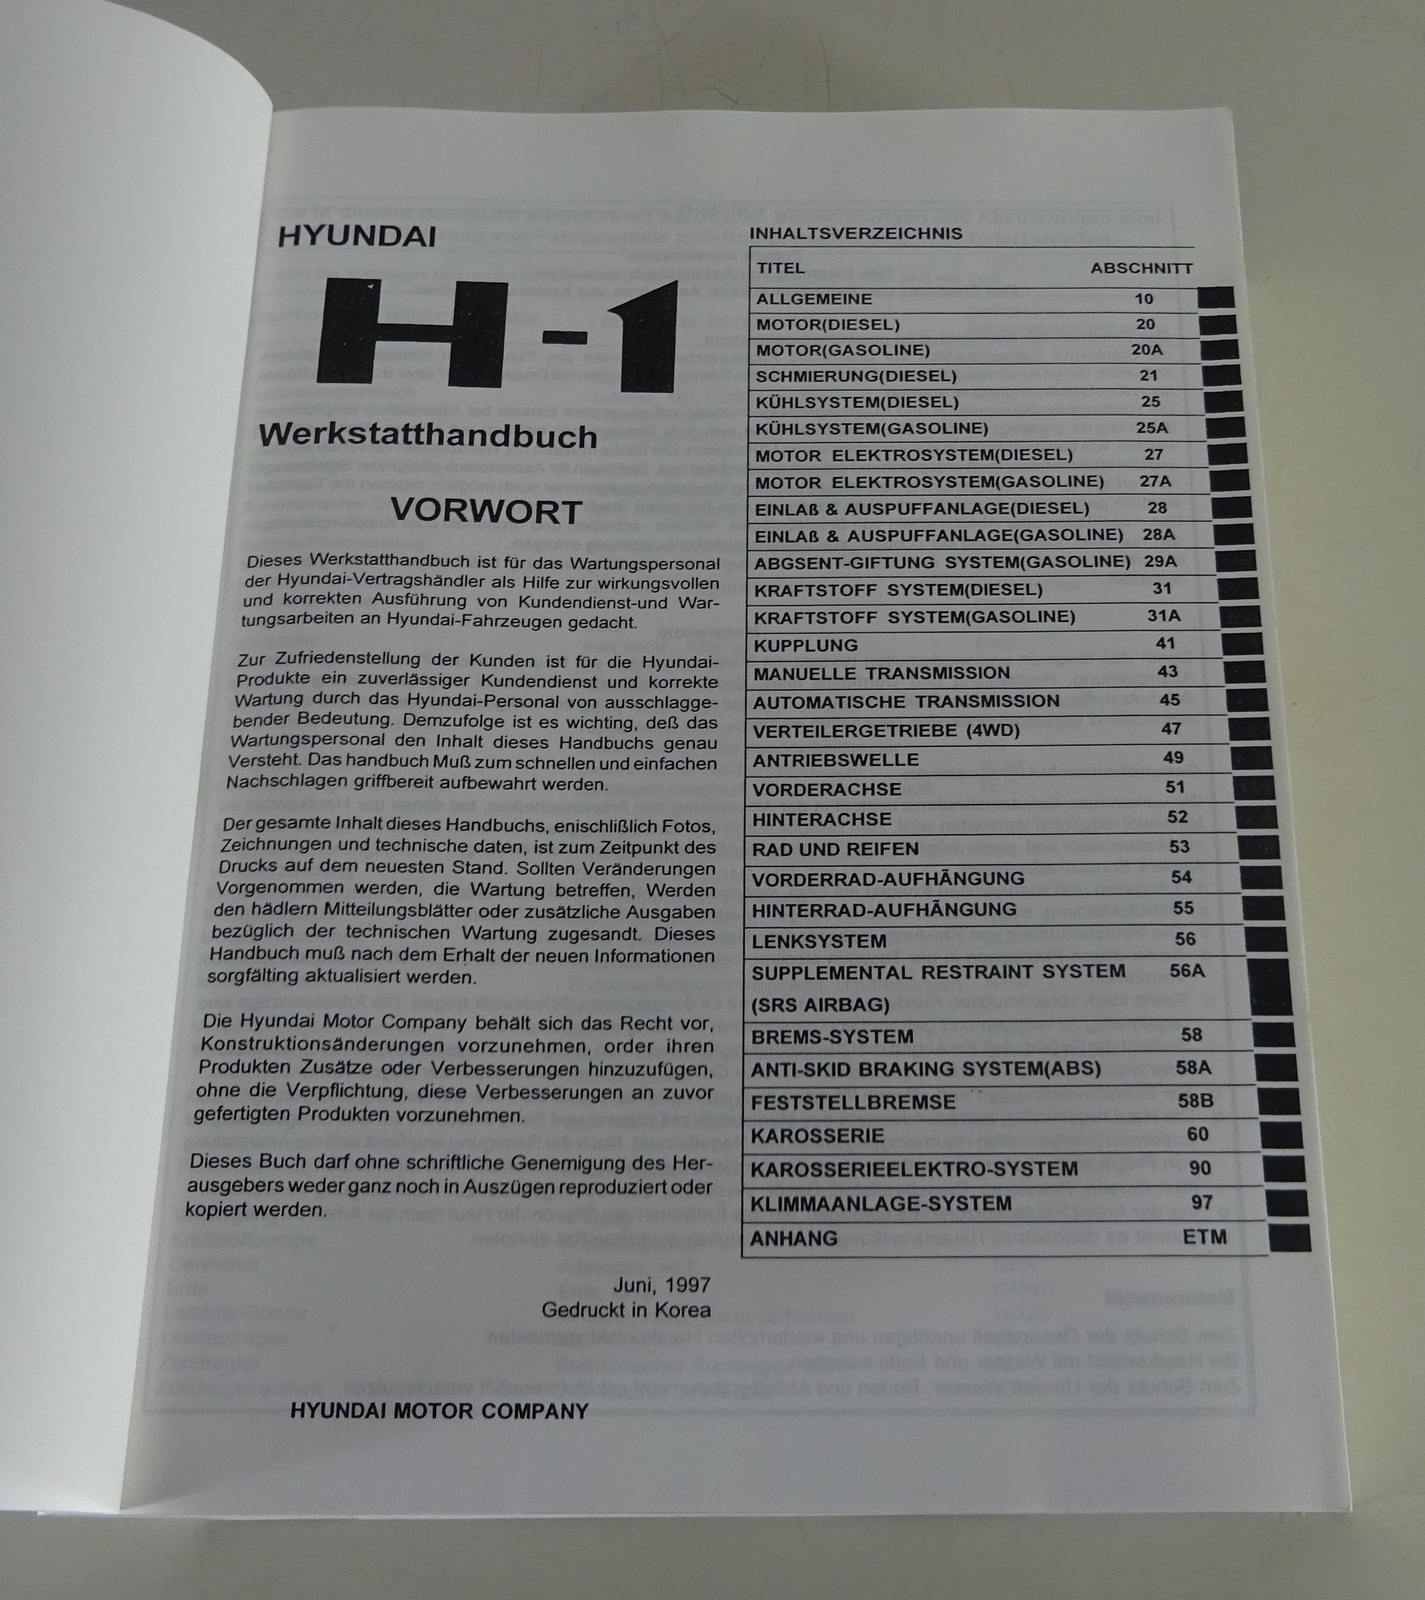 HYUNDAI
H-1
Werkstatthandbuch
VORWORT
Dieses Werkstatthandbuch ist für das Wartungspersonal
der Hyundai-Vertragshändler als Hilfe zur wirkungsvollen
und korrekten Ausführung von Kundendienst-und War-
tungsarbeiten an Hyundai-Fahrzeugen gedacht.
Zur Zufriedenstellung der Kunden ist für die Hyundai-
Produkte ein zuverlässiger Kundendienst und korrekte
Wartung durch das Hyundai-Personal von ausschlagge-
bender Bedeutung. Demzufolge ist es wichting, deß das
Wartungspersonal den Inhalt dieses Handbuchs genau
Versteht. Das handbuch Muß zum schnellen und einfachen
Nachschlagen griffbereit aufbewahrt werden.
Der gesamte Inhalt dieses Handbuchs, enischlißlich Fotos,
Zeichnungen und technische daten, ist zum Zeitpunkt des
Drucks auf dem neuesten Stand. Sollten Veränderungen
Vorgenommen werden, die Wartung betreffen, Werden
den hädlern Mitteilungsblätter oder zusätzliche Ausgaben
bezüglich der technischen Wartung zugesandt. Dieses
Handbuch muß nach dem Erhalt der neuen Informationen
sorgfälting aktualisiert werden.
Die Hyundai Motor Company behält sich das Recht vor,
Konstruktionsänderungen vorzunehmen, order ihren
Produkten Zusätze oder Verbesserungen hinzuzufügen,
ohne die Verpflichtung, diese Verbesserungen an zuvor
gefertigten Produkten vorzunehmen.
Dieses Buch darf ohne schriftliche Genemigung des Her-
ausgebers weder ganz noch in Auszügen reproduziert oder
kopiert werden.
Juni, 1997
Gedruckt in Korea
HYUNDAI MOTOR COMPANY
INHALTSVERZEICHNIS
TITEL ABSCHNITT
ALLGEMEINE 10
MOTOR(DIESEL) 20
MOTOR(GASOLINE) 20A
SCHMIERUNG(DIESEL) 21
KÜHLSYSTEM(DIESEL) 25
KÜHLSYSTEM(GASOLINE) 25A
MOTOR ELEKTROSYSTEM(DIESEL) 27
MOTOR ELEKTROSYSTEM(GASOLINE) 27A
EINLAß & AUSPUFFANLAGE(DIESEL) 28
EINLAß & AUSPUFFANLAGE(GASOLINE) 28A
ABGSENT-GIFTUNG SYSTEM(GASOLINE) 29A
KRAFTSTOFF SYSTEM(DIESEL) 31
KRAFTSTOFF SYSTEM(GASOLINE) 31A
KUPPLUNG 41
MANUELLE TRANSMISSION 43
AUTOMATISCHE TRANSMISSION 45
VERTEILERGETRIEBE (4WD) 47
ANTRIEBSWELLE 49
VORDERACHSE 51
HINTERACHSE 52
RAD UND REIFEN 53
VORDERRAD-AUFHÃNGUNG 54
HINTERRAD-AUFHÃNGUNG 55
LENKSYSTEM 56
SUPPLEMENTAL RESTRAINT SYSTEM 56A
(SRS AIRBAG)
BREMS-SYSTEM 58
ANTI-SKID BRAKING SYSTEM(ABS) 58A
FESTSTELLBREMSE 58B
KAROSSERIE 60
KAROSSERIEELEKTRO-SYSTEM 90
KLIMMAANLAGE-SYSTEM 97
ANHANG ETM